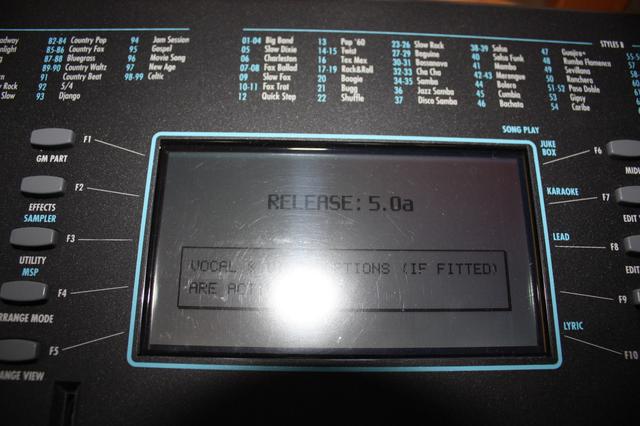 82-84 Country Pop
85-86 Country Fox
87-88 Bluegrass
89-90 Country Waltz
91 Country Beat
92 5/4
93 Django
94 Jam Session
95 Gospel
96 Movie Song
97 New Age
98-99 Celtic
01-04 Big Band
05 Slow Dixie
06 Charleston
07-08 Fox Ballad
09 Slow Fox
10-11 Fox Trot
12 Quick Step
13 Pop '60
14-15 Twist
16 Tex Mex
17-19 Rock&Roll
20 Boogie
21 Bugg
22 Shuffle
23-26 Slow Rock
27-29 Beguine
30-31 Bossanova
32-33 Cha Cha
34-35 Samba
36 Jazz Samba
37 Disco Samba
38-39 Salsa
40 Salsa Funk
41 Mambo
42-43 Merengue
44 Bolero
45 Cumbia
46 Bachata
47 Guajira
48 Rumba Flamenco
49 Sevillana
50 Ranchera
51-52 Paso Doble
53 Gipsy
54 Caribe
STYLES B
SONG PLAY
F1
GM PART
F2
EFFECTS
SAMPLER
F3
UTILITY
MSP
F4
ARRANGE MODE
F5
RELEASE: 5.0a
VOCAL OPTIONS (IF FITTED)
ARE
JUKE
BOX
F6
KARAOKE
F7
EDIT
LEAD
F8
EDIT
F9
LYRIC
F10